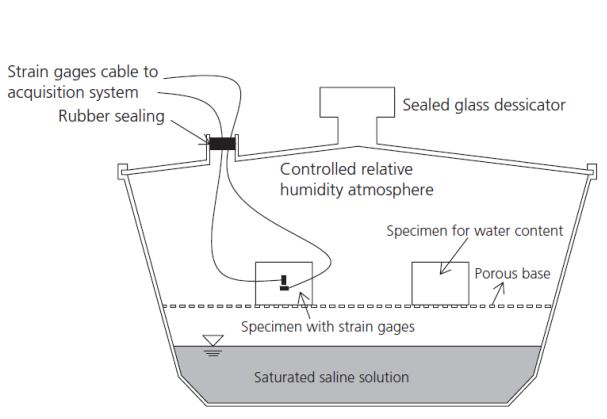 Strain gages cable to
acquisition system
Rubber sealing
Sealed glass dessicator
Controlled relative
humidity atmosphere
Specimen for water content
Porous base
Specimen with strain gages
Saturated saline solution